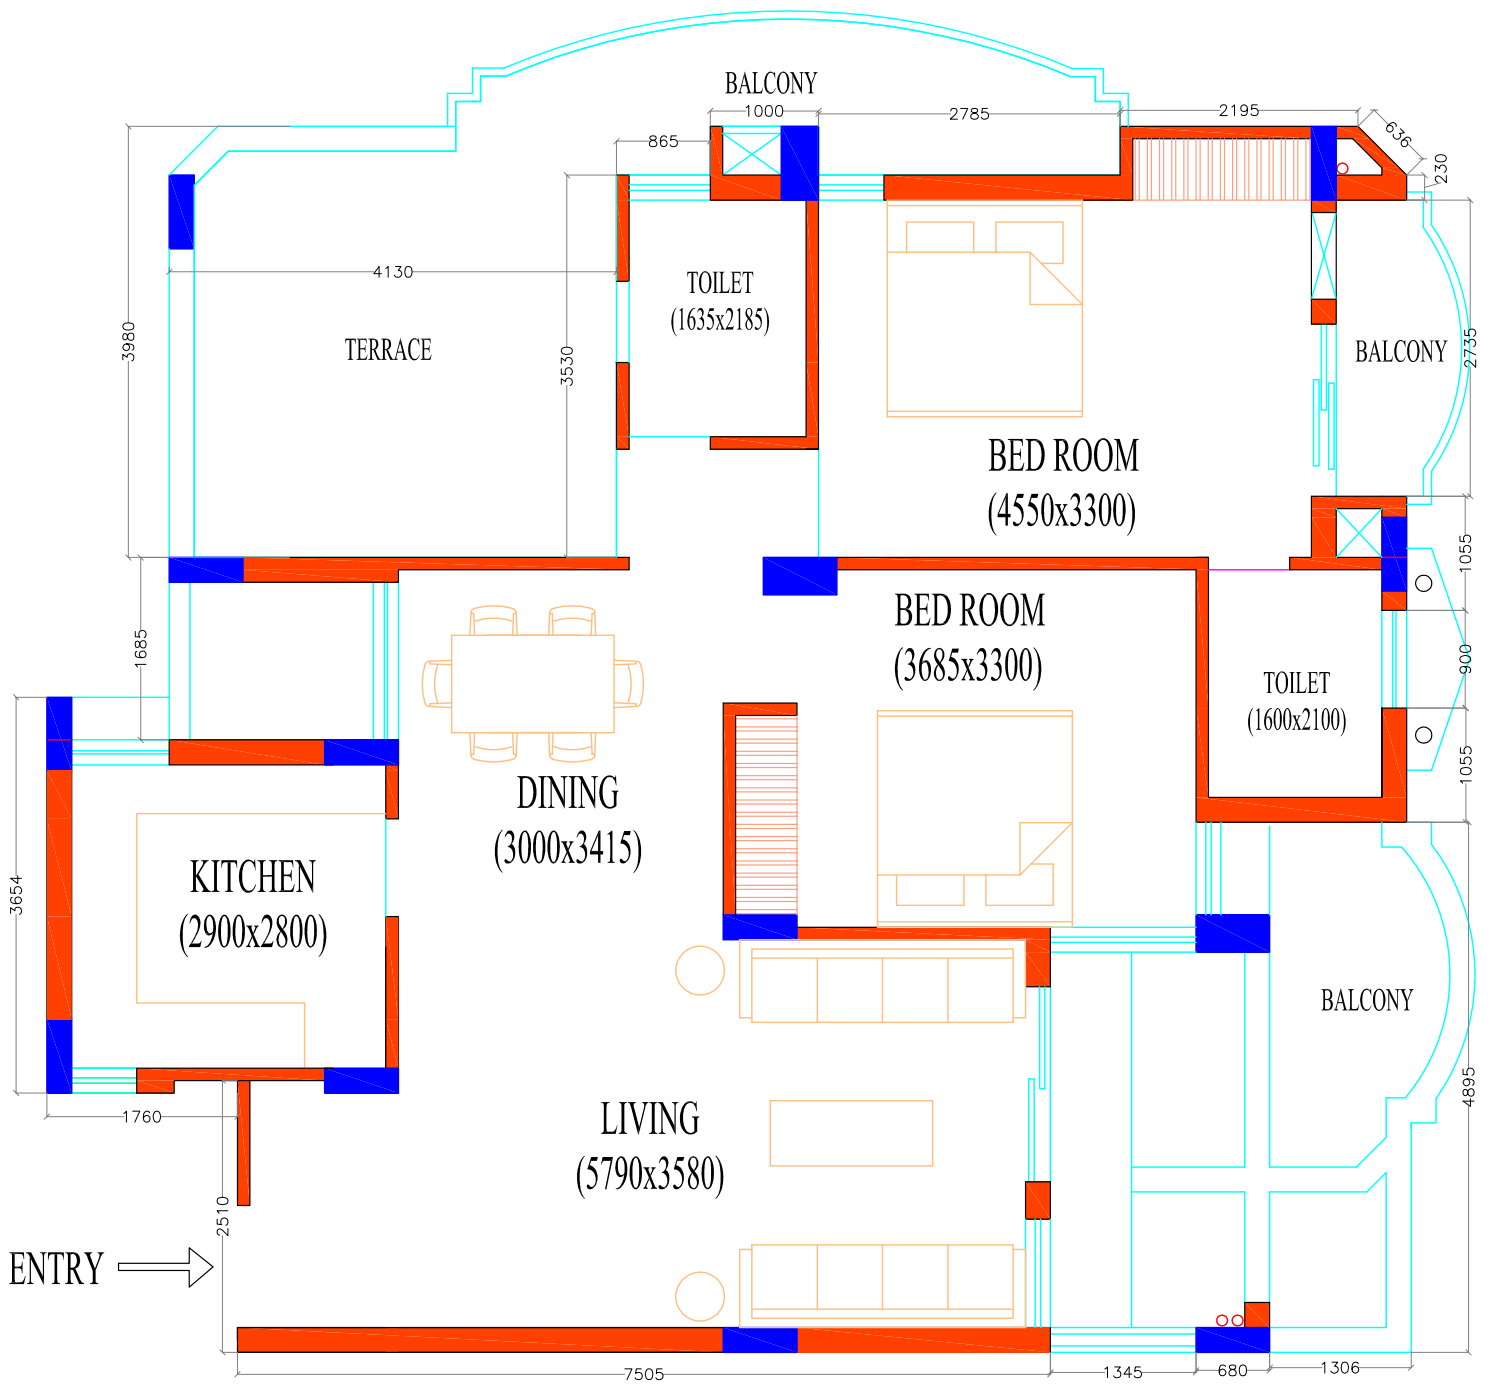 BALCONY
1000
2785
2195
636
230
865
4130
3980
3530
TOILET
(1635x2185)
TERRACE
BALCONY
2735
BED ROOM
(4550x3300)
1055
BED ROOM
(3685x3300)
1685
900
TOILET
(1600x2100)
1055
DINING
(3000x3415)
KITCHEN
(2900x2800)
3654
BALCONY
4895
1760
LIVING
(5790x3580)
2510
ENTRY
7505
1345
680
1306